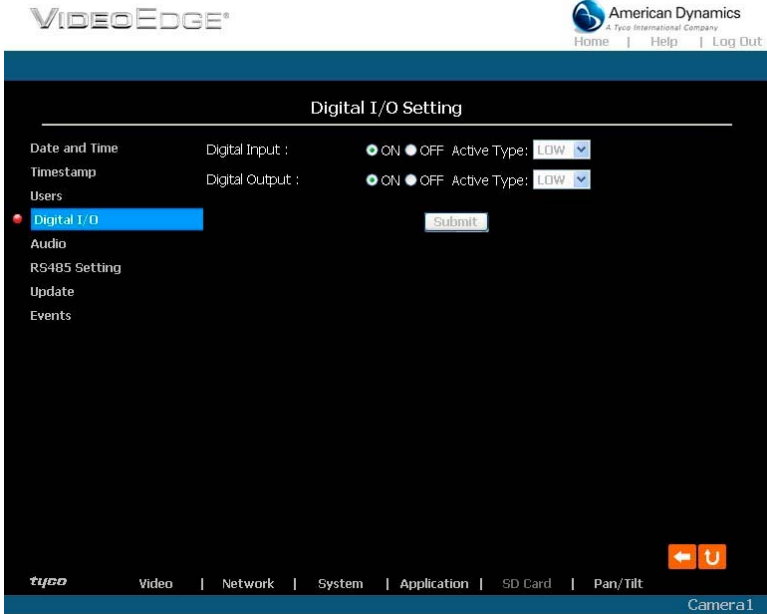 VIDEOEDGE®
American Dynamics
A Tyco International Company
Home | Help | Log Out
Digital I/O Setting
Date and Time
Timestamp
Users
Digital I/O
Audio
RS485 Setting
Update
Events
Digital Input : ON OFF Active Type: LOW
Digital Output : ON OFF Active Type: LOW
Submit
tyco Video | Network | System | Application | SD Card | Pan/Tilt
Camera1